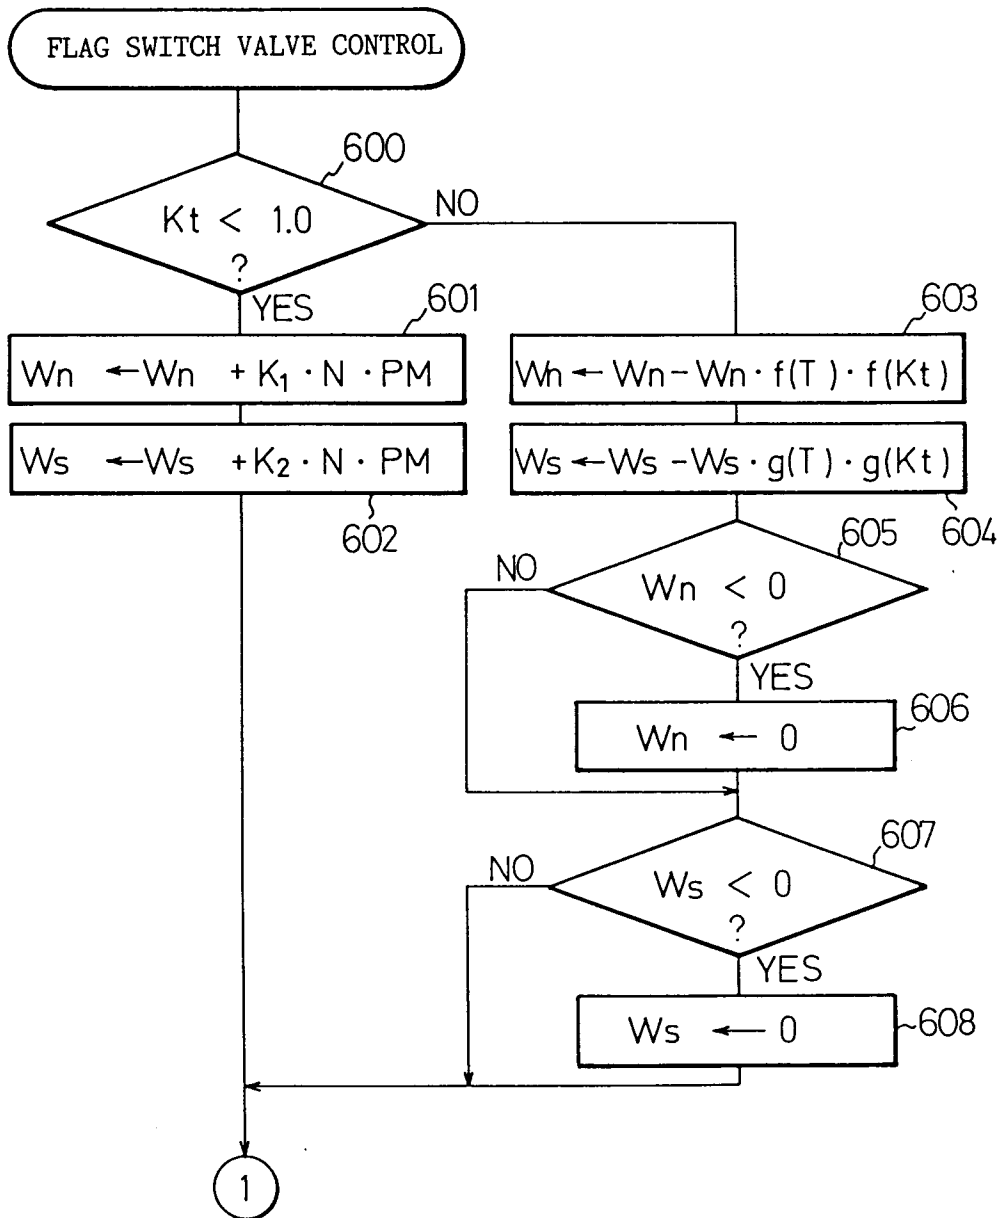 FLAG SWITCH VALVE CONTROL
600
Kt < 1.0
?
NO
YES
601
Wn ← Wn + K₁ · N · PM
Ws ← Ws + K₂ · N · PM
602
603
Wn ← Wn – Wn · f(T) · f(Kt)
Ws ← Ws – Ws · g(T) · g(Kt)
604
605
NO
Wn < 0
?
YES
606
Wn ← 0
607
NO
Ws < 0
?
YES
608
Ws ← 0
1